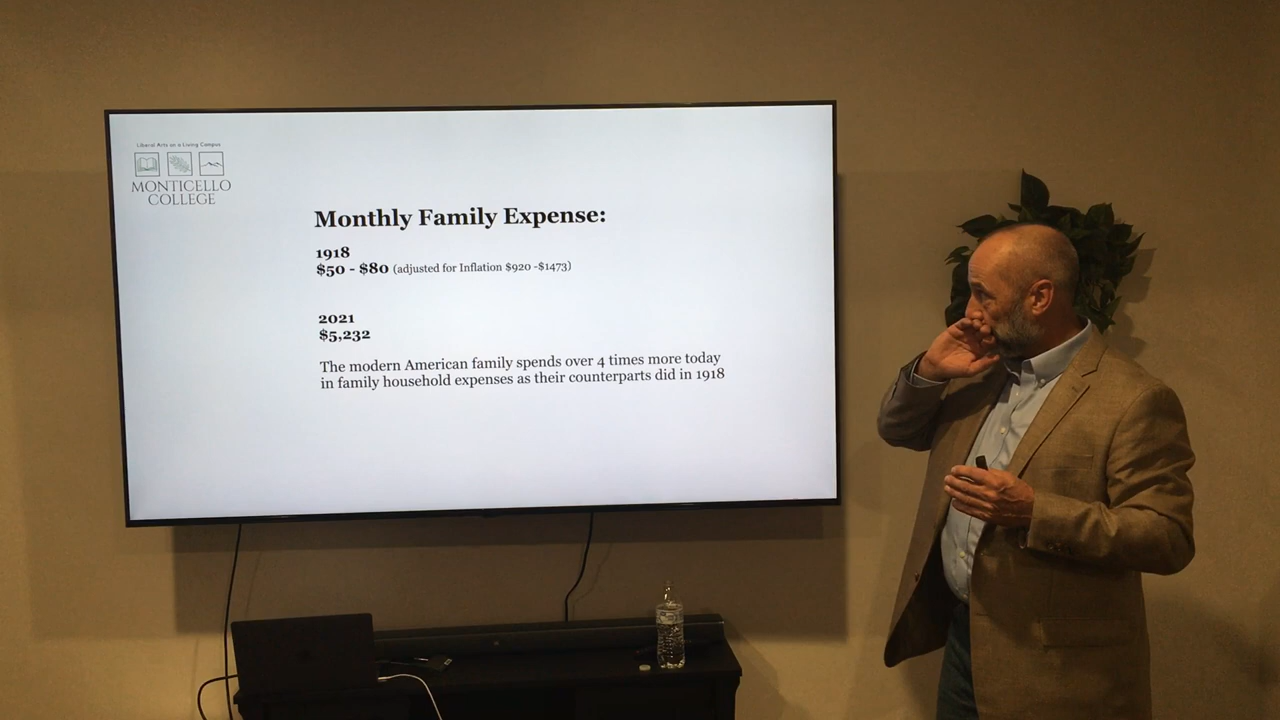 Liberal Arts on a Living Campus
MONTICELLO
COLLEGE
Monthly Family Expense:
1918
$50 - $80 (adjusted for Inflation $920 -$1473)
2021
$5,232
The modern American family spends over 4 times more today
in family household expenses as their counterparts did in 1918